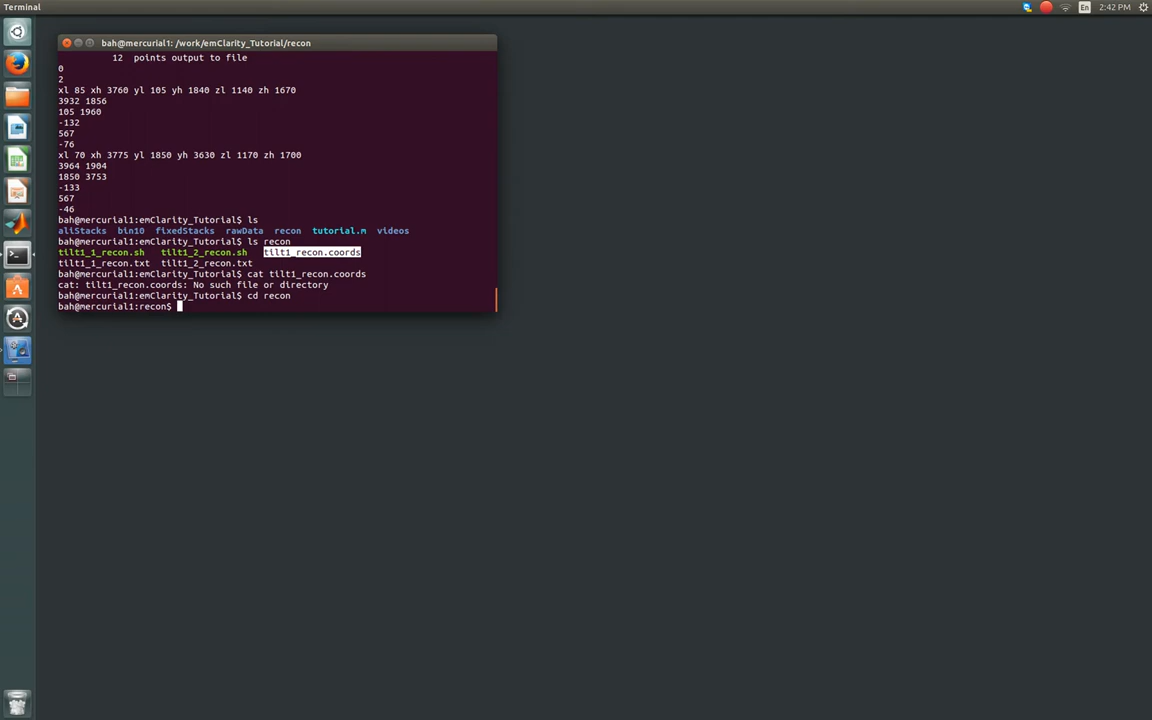 Terminal
En
2:42 PM
bah@mercurial1: /work/emClarity_Tutorial/recon
12 points output to file
0
2
xl 85 xh 3760 yl 105 yh 1840 zl 1140 zh 1670
3932 1856
105 1960
-132
567
-76
xl 70 xh 3775 yl 1850 yh 3630 zl 1170 zh 1700
3964 1904
1850 3753
-133
567
-46
bah@mercurial1:emClarity_Tutorial$ ls
aliStacks bin10 fixedStacks rawData recon tutorial.m videos
bah@mercurial1:emClarity_Tutorial$ ls recon
tilt1_1_recon.sh tilt1_2_recon.sh tilt1_recon.coords
tilt1_1_recon.txt tilt1_2_recon.txt
bah@mercurial1:emClarity_Tutorial$ cat tilt1_recon.coords
cat: tilt1_recon.coords: No such file or directory
bah@mercurial1:emClarity_Tutorial$ cd recon
bah@mercurial1:recon$